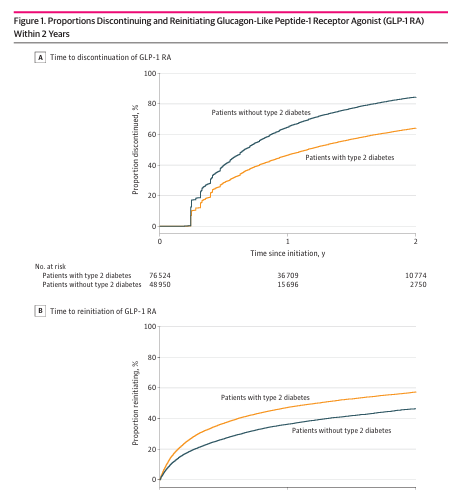 Figure 1. Proportions Discontinuing and Reinitiating Glucagon-Like Peptide-1 Receptor Agonist (GLP-1 RA)
Within 2 Years
A Time to discontinuation of GLP-1 RA
100
80
60
40
20
0
Proportion discontinued, %
Patients without type 2 diabetes
Patients with type 2 diabetes
0 1 2
Time since initiation, y
No. at risk
Patients with type 2 diabetes 76524 36709 10774
Patients without type 2 diabetes 48950 15696 2750
B Time to reinitiation of GLP-1 RA
100
80
60
40
20
0
Proportion reinitiating, %
Patients with type 2 diabetes
Patients without type 2 diabetes